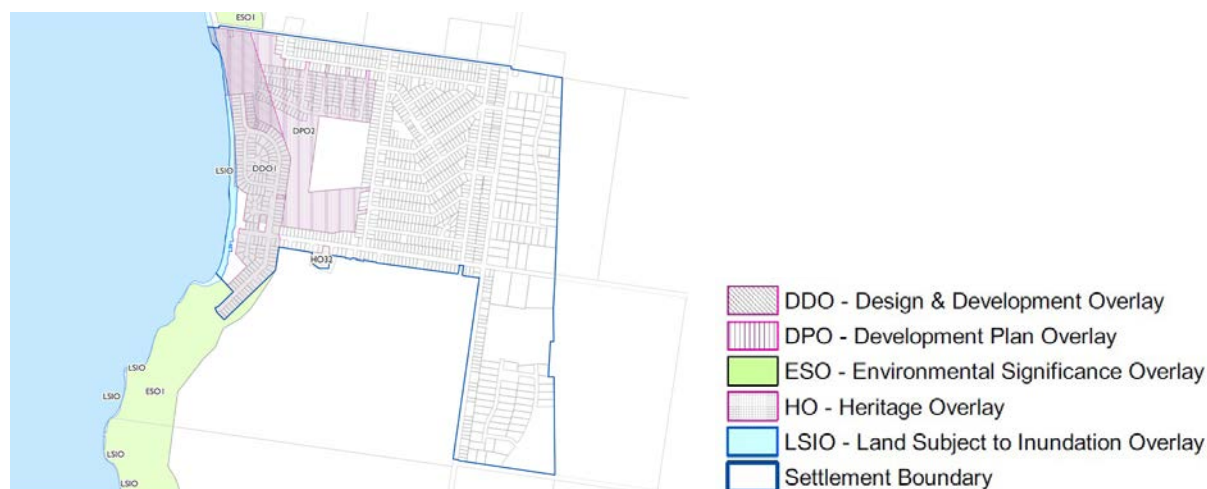 ESO1
DPO2
LSIO
DDO1
HO32
LSIO
ESO1
LSIO
LSIO
LSIO
DDO - Design & Development Overlay
DPO - Development Plan Overlay
ESO - Environmental Significance Overlay
HO - Heritage Overlay
LSIO - Land Subject to Inundation Overlay
Settlement Boundary